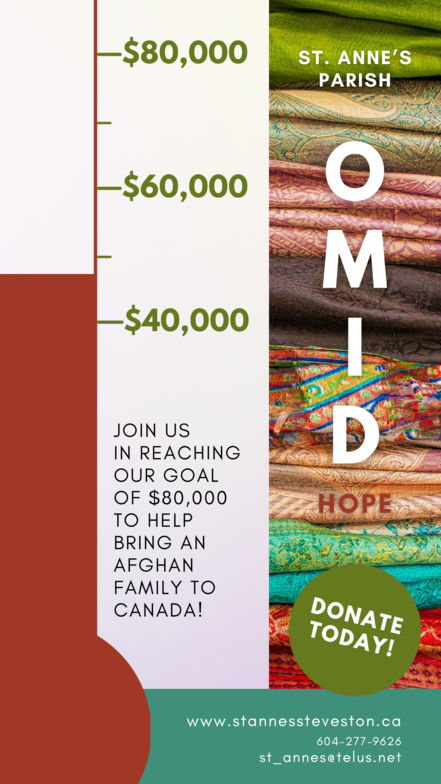 —$80,000
—$60,000
—$40,000
JOIN US
IN REACHING
OUR GOAL
OF $80,000
TO HELP
BRING AN
AFGHAN
FAMILY TO
CANADA!
ST. ANNE’S
PARISH
O
M
I
D
HOPE
DONATE
TODAY!
www.stannessteveston.ca
604-277-9626
st_annes@telus.net